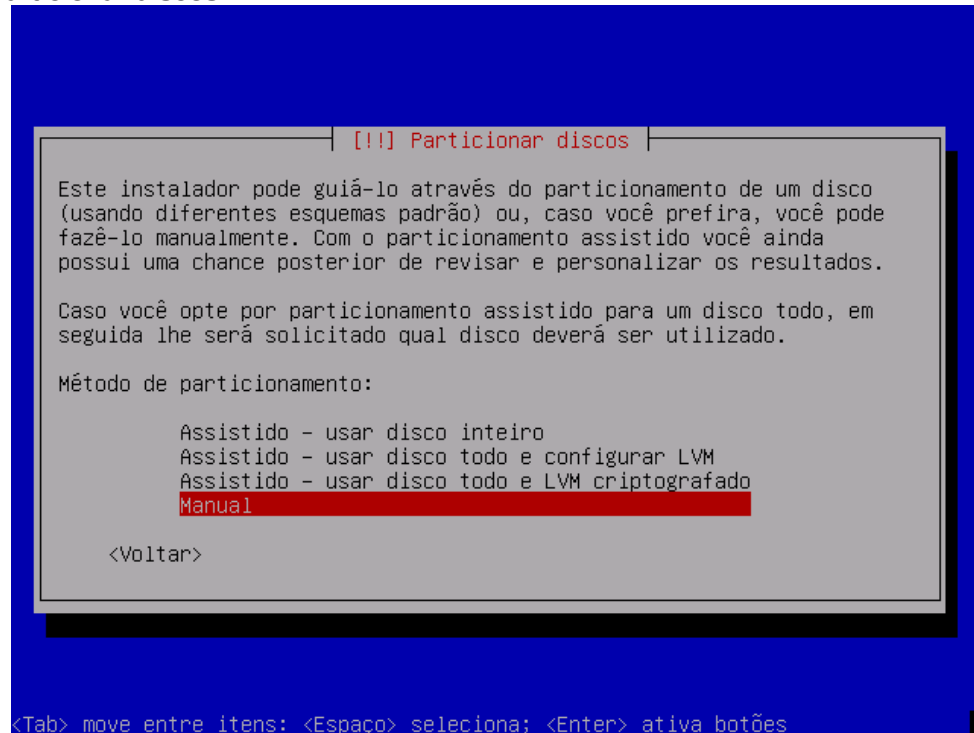 [!!] Particionar discos
Este instalador pode guiá-lo através do particionamento de um disco
(usando diferentes esquemas padrão) ou, caso você prefira, você pode
fazê-lo manualmente. Com o particionamento assistido você ainda
possui uma chance posterior de revisar e personalizar os resultados.
Caso você opte por particionamento assistido para um disco todo, em
seguida lhe será solicitado qual disco deverá ser utilizado.
Método de particionamento:
Assistido – usar disco inteiro
Assistido – usar disco todo e configurar LVM
Assistido – usar disco todo e LVM criptografado
Manual
<Voltar>
<Tab> move entre itens; <Espaço> seleciona; <Enter> ativa botões